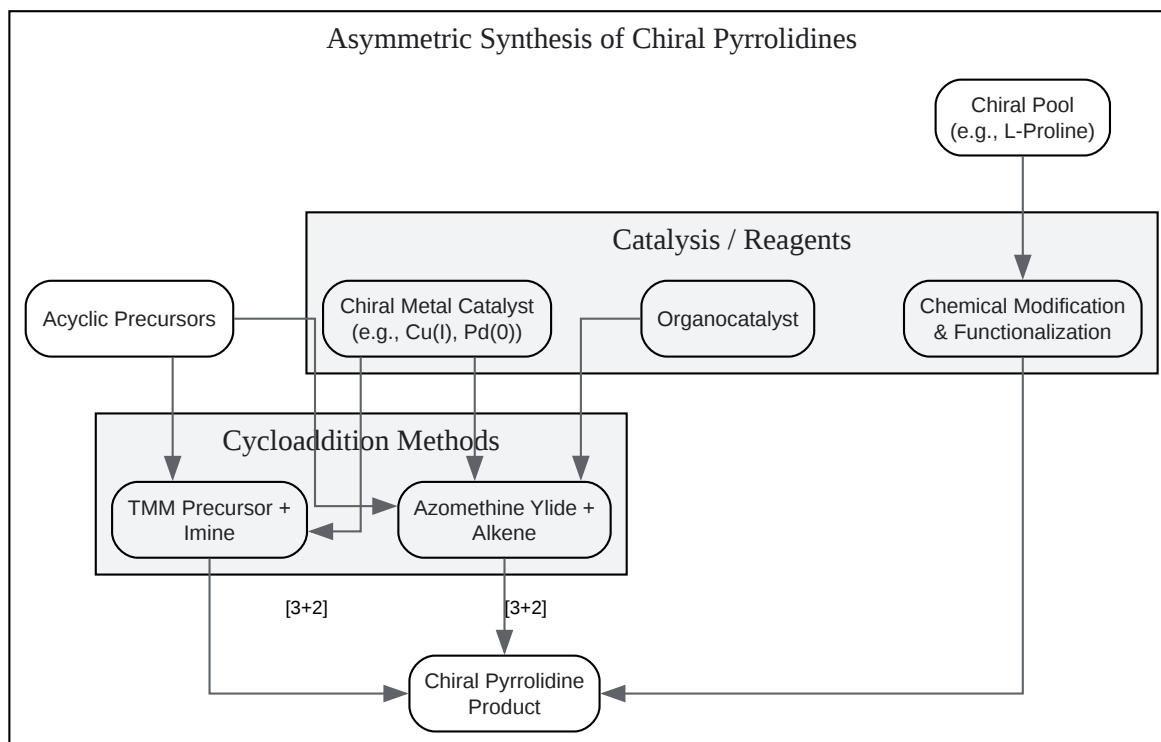 Asymmetric Synthesis of Chiral Pyrrolidines
Chiral Pool
(e.g., L-Proline)
Catalysis / Reagents
Acyclic Precursors
Chiral Metal Catalyst
(e.g., Cu(I), Pd(0))
Organocatalyst
Chemical Modification
& Functionalization
Cycloaddition Methods
TMM Precursor +
Imine
Azomethine Ylide +
Alkene
[3+2]
[3+2]
Chiral Pyrrolidine
Product